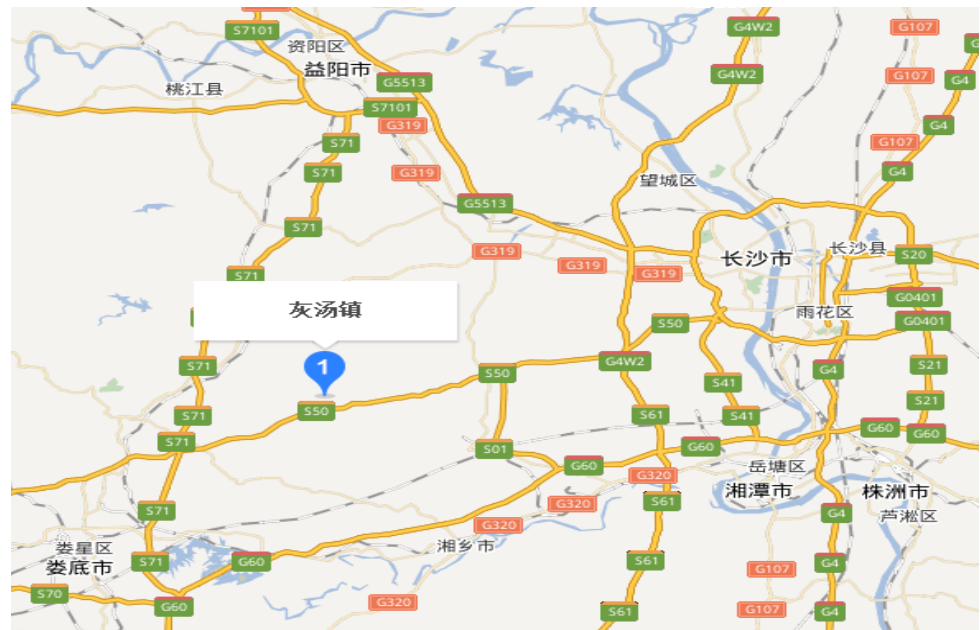 S7101
G4W2
G107
资阳区
益阳市
G4W2
G107
G4
桃江县
G5513
S7101
G319
G4
S71
G107
S71
G319
G4
望城区
G5513
S71
G319
长沙市
长沙县
S20
G319
G319
S71
G0401
灰汤镇
雨花区
S50
G0401
1
G4W2
S71
S50
G4
S21
S41
S50
S71
S61
S41
S21
S71
S01
G60
G60
G60
G60
岳塘区
G320
湘潭市
株洲市
S71
G320
S61
G4
芦淞区
G320
湘乡市
娄星区
娄底市
S71
G60
S61
G107
G4
S70
G60
G320
S61
G107
G4